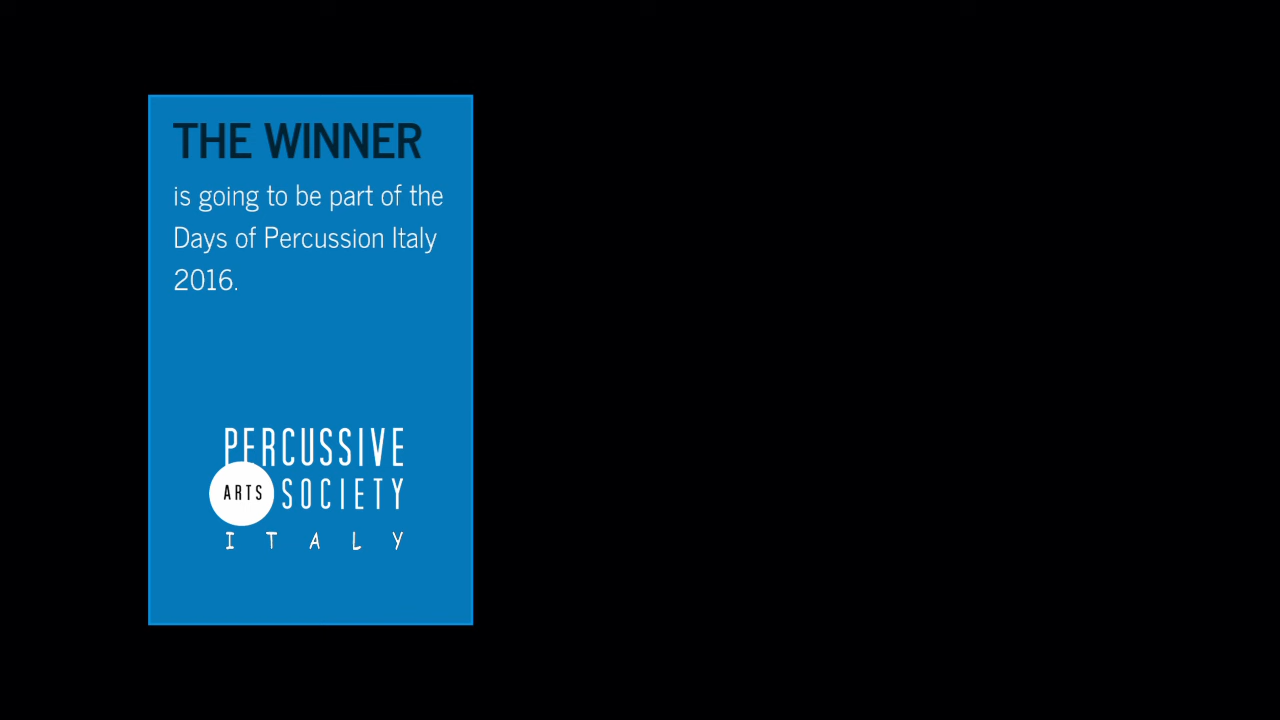 THE WINNER
is going to be part of the
Days of Percussion Italy
2016.
PERCUSSIVE
ARTS SOCIETY
ITALY